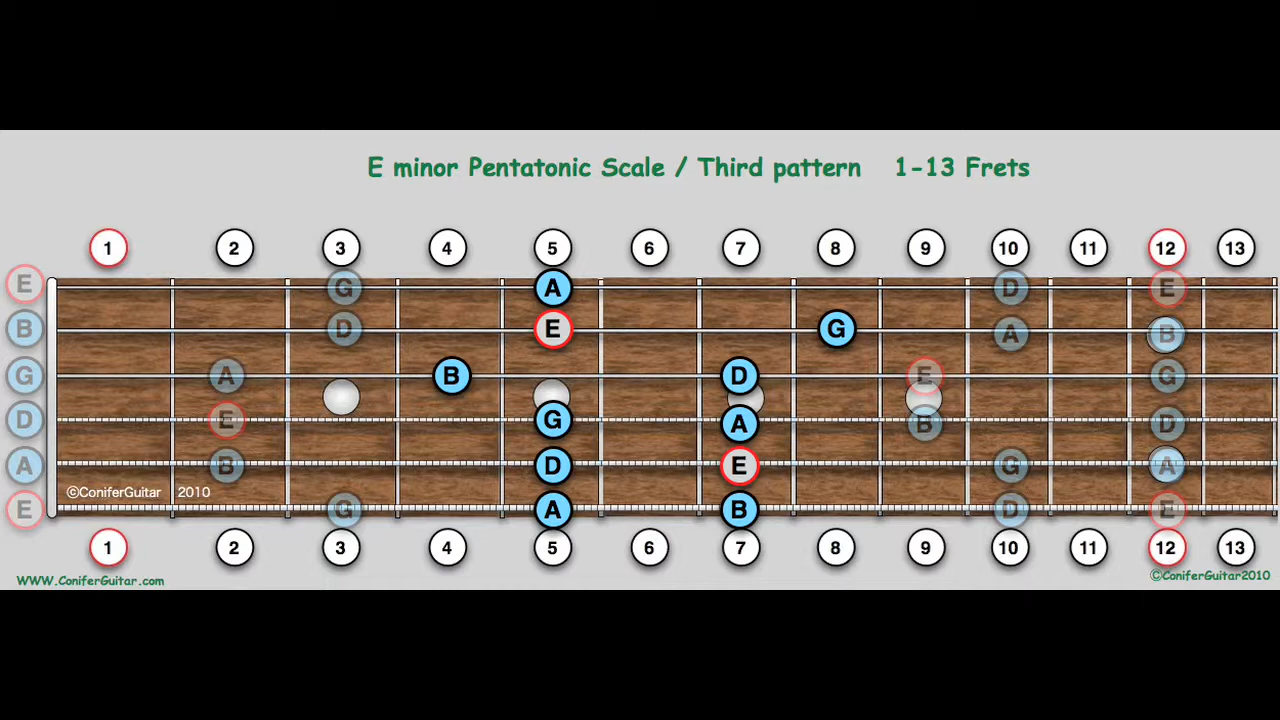 E minor Pentatonic Scale / Third pattern 1-13 Frets
1 2 3 4 5 6 7 8 9 10 11 12 13
E G A D E
B D E G A B
G A B D E G
D E G A B D
A B D E G A
©ConiferGuitar 2010
E G A B D E
1 2 3 4 5 6 7 8 9 10 11 12 13
WWW.ConiferGuitar.com ©ConiferGuitar2010